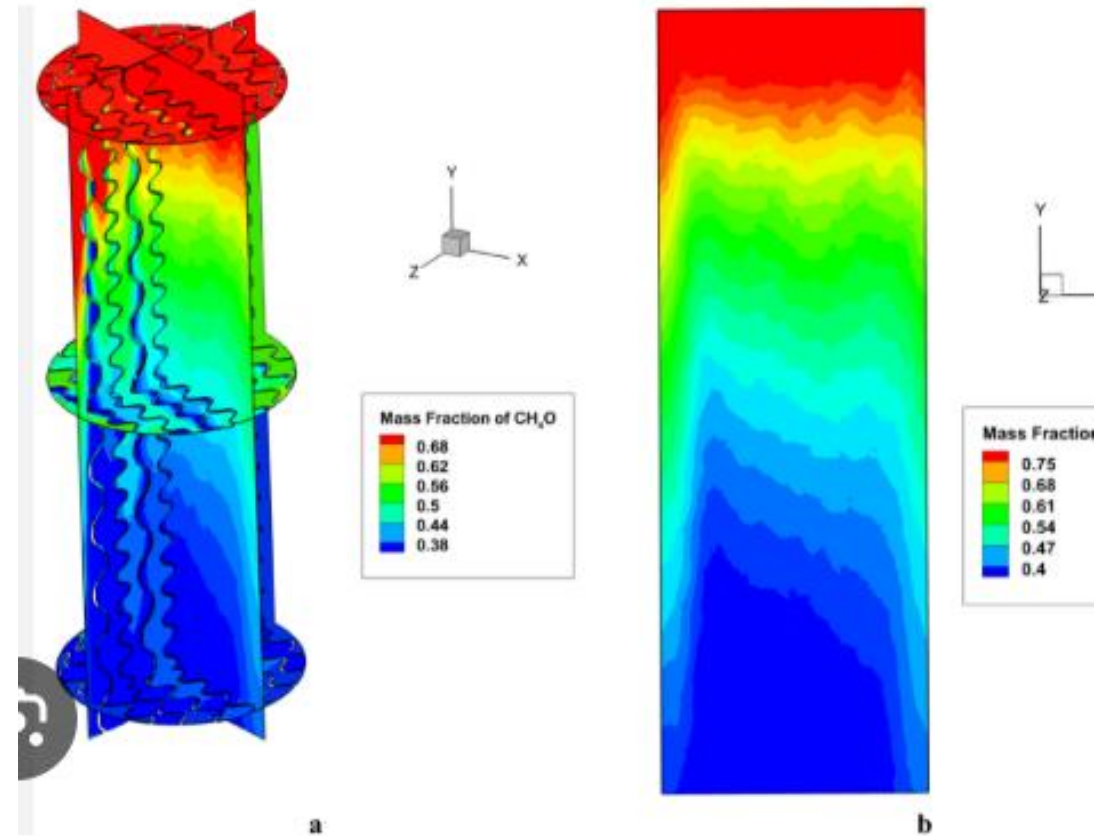 Y
X
Z
Mass Fraction of CH₄O
0.68
0.62
0.56
0.5
0.44
0.38
a
Y
Z
Mass Fraction
0.75
0.68
0.61
0.54
0.47
0.4
b